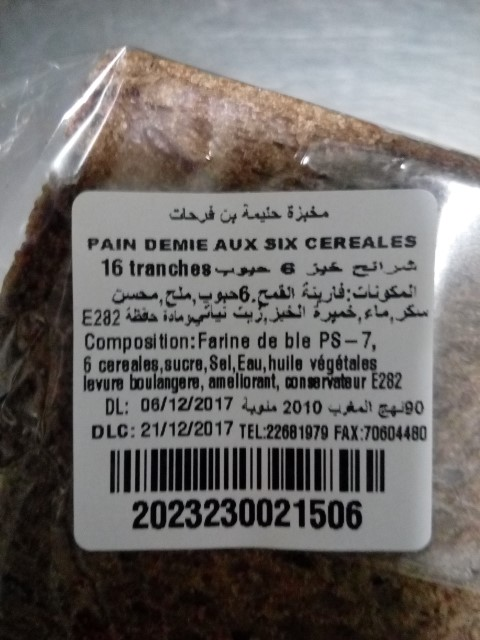 مخبزة حنيمة بن فرحات
PAIN DEMIE AUX SIX CEREALES
16 tranches شرائح خبز 6 حبوب
المكونات:فارينة القمح.6حبوب,ملح,محسن
سكر,ماء,خميرة الخبز,زيت نباتي,مادة حافظة E282
Composition:Farine de ble PS-7,
6 cereales,sucre,Sel,Eau,huile végétales
levure boulangere, ameliorant, conservateur E282
DL: 06/12/2017 90نهج المغرب 2010 منوبة
DLC: 21/12/2017 TEL:22681979 FAX:70604480
2023230021506